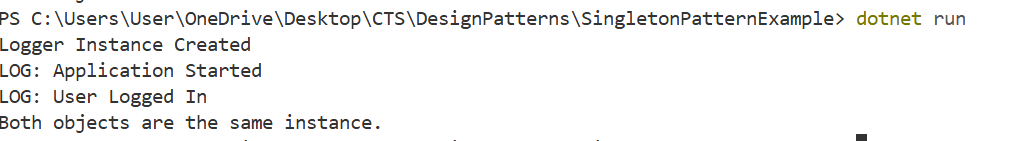 PS C:\Users\User\OneDrive\Desktop\CTS\DesignPatterns\SingletonPatternExample> dotnet run
Logger Instance Created
LOG: Application Started
LOG: User Logged In
Both objects are the same instance.